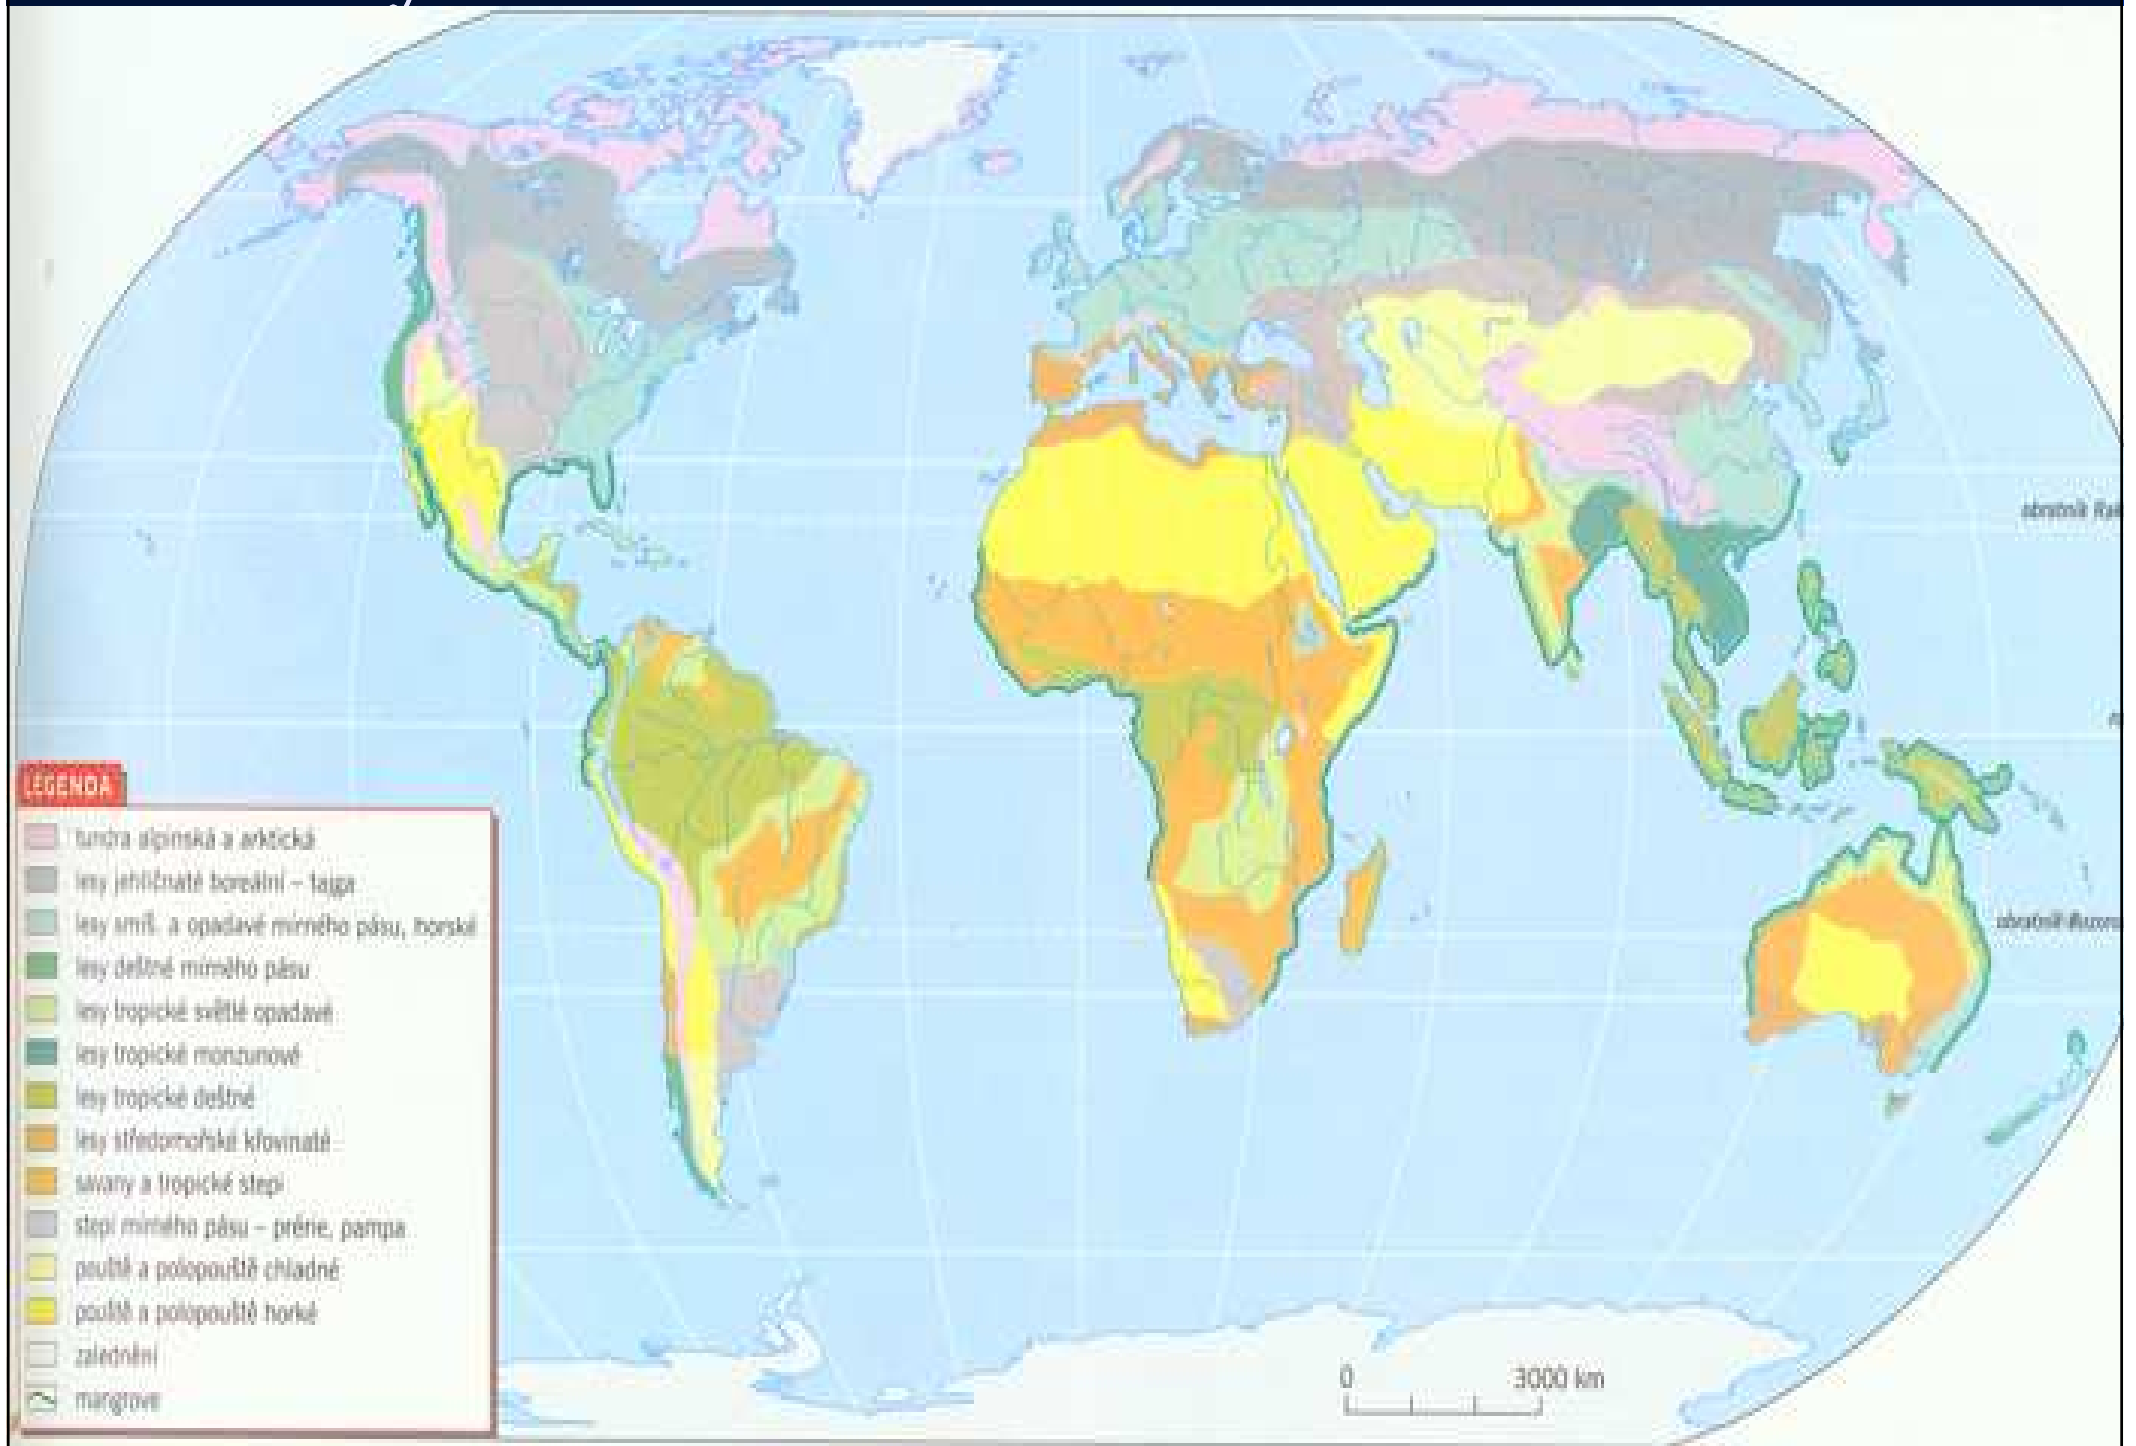 LEGENDA
tundra alpinská a arktická
lesy jehličnaté boreální – tajga
lesy smíš. a opadavé mírného pásu, horské
lesy deštné mírného pásu
lesy tropické světlé opadavé
lesy tropické monzunové
lesy tropické deštné
lesy středomořské křovinaté
savany a tropické stepi
stepi mírného pásu – prérie, pampa
pouště a polopouště chladné
pouště a polopouště horké
zalednění
mangrove
obratník
obratník
0 3000 km